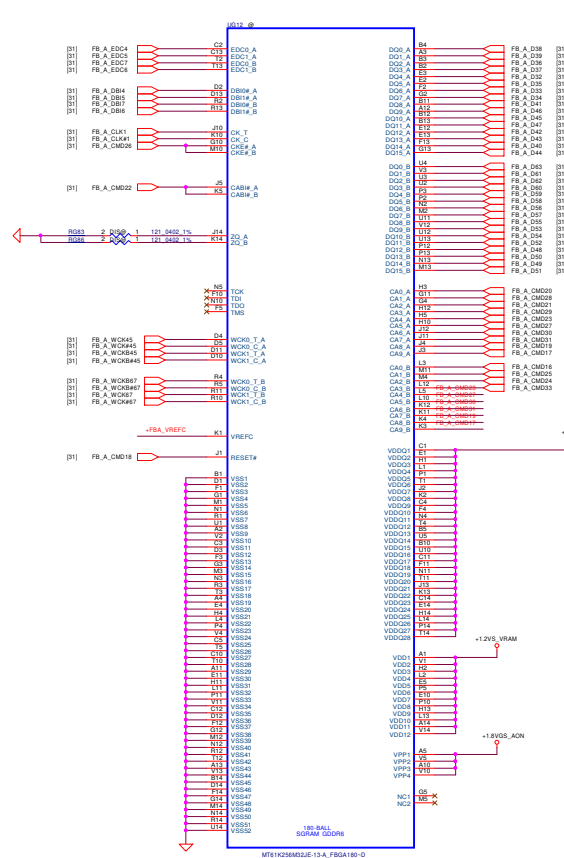 UG12 @
[31] FB_A_EDC4 C2 EDC0_A
[31] FB_A_EDC5 C13 EDC1_A
[31] FB_A_EDC7 T2 EDC0_B
[31] FB_A_EDC6 T13 EDC1_B
[31] FB_A_DBI4 D2 DBI0#_A
[31] FB_A_DBI5 D13 DBI1#_A
[31] FB_A_DBI7 R2 DBI0#_B
[31] FB_A_DBI6 R13 DBI1#_B
[31] FB_A_CLK1 J10 CK_T
[31] FB_A_CLK#1 K10 CK_C
[31] FB_A_CMD26 G10 CKE#_A
M10 CKE#_B
[31] FB_A_CMD22 J5 CABI#_A
K5 CABI#_B
RG83 2 DIS@ 1 121_0402_1% J14 ZQ_A
RG86 2 DIS@ 1 121_0402_1% K14 ZQ_B
N5 TCK
F10 TDI
N10 TDO
F5 TMS
[31] FB_A_WCK45 D4 WCK0_T_A
[31] FB_A_WCK#45 D5 WCK0_C_A
[31] FB_A_WCKB45 D11 WCK1_T_A
[31] FB_A_WCKB#45 D10 WCK1_C_A
[31] FB_A_WCKB67 R4 WCK0_T_B
[31] FB_A_WCKB#67 R5 WCK0_C_B
[31] FB_A_WCK67 R11 WCK1_T_B
[31] FB_A_WCK#67 R10 WCK1_C_B
+FBA_VREFC K1 VREFC
[31] FB_A_CMD18 J1 RESET#
B1 VSS1
D1 VSS2
F1 VSS3
G1 VSS4
M1 VSS5
N1 VSS6
R1 VSS7
U1 VSS8
A2 VSS9
V2 VSS10
C3 VSS11
D3 VSS12
F3 VSS13
G3 VSS14
M3 VSS15
N3 VSS16
R3 VSS17
T3 VSS18
A4 VSS19
E4 VSS20
H4 VSS21
L4 VSS22
P4 VSS23
V4 VSS24
C5 VSS25
T5 VSS26
C10 VSS27
T10 VSS28
A11 VSS29
E11 VSS30
H11 VSS31
L11 VSS32
P11 VSS33
V11 VSS34
C12 VSS35
D12 VSS36
F12 VSS37
G12 VSS38
M12 VSS39
N12 VSS40
R12 VSS41
T12 VSS42
A13 VSS43
V13 VSS44
B14 VSS45
D14 VSS46
F14 VSS47
G14 VSS48
M14 VSS49
N14 VSS50
R14 VSS51
U14 VSS52
DQ0_A B4 FB_A_D38
DQ1_A A3 FB_A_D39
DQ2_A B3 FB_A_D36
DQ3_A B2 FB_A_D37
DQ4_A E3 FB_A_D32
DQ5_A E2 FB_A_D35
DQ6_A F2 FB_A_D33
DQ7_A G2 FB_A_D34
DQ8_A B11 FB_A_D41
DQ9_A A12 FB_A_D46
DQ10_A B12 FB_A_D45
DQ11_A B13 FB_A_D47
DQ12_A E12 FB_A_D42
DQ13_A E13 FB_A_D43
DQ14_A F13 FB_A_D40
DQ15_A G13 FB_A_D44
DQ0_B U4 FB_A_D63
DQ1_B V3 FB_A_D61
DQ2_B U3 FB_A_D62
DQ3_B U2 FB_A_D60
DQ4_B P3 FB_A_D59
DQ5_B P2 FB_A_D58
DQ6_B N2 FB_A_D56
DQ7_B M2 FB_A_D57
DQ8_B U11 FB_A_D55
DQ9_B V12 FB_A_D53
DQ10_B U12 FB_A_D54
DQ11_B U13 FB_A_D52
DQ12_B P12 FB_A_D48
DQ13_B P13 FB_A_D50
DQ14_B N13 FB_A_D49
DQ15_B M13 FB_A_D51
CA0_A H3 FB_A_CMD20
CA1_A G11 FB_A_CMD28
CA2_A G4 FB_A_CMD21
CA3_A H12 FB_A_CMD29
CA4_A H5 FB_A_CMD23
CA5_A H10 FB_A_CMD27
CA6_A J12 FB_A_CMD30
CA7_A J11 FB_A_CMD31
CA8_A J4 FB_A_CMD19
CA9_A J3 FB_A_CMD17
CA0_B L3 FB_A_CMD16
CA1_B M11 FB_A_CMD25
CA2_B M4 FB_A_CMD24
CA3_B L12 FB_A_CMD33
CA4_B L5
CA5_B L10
CA6_B K12
CA7_B K11
CA8_B K4
CA9_B K3
VDDQ1 C1
VDDQ2 E1
VDDQ3 H1
VDDQ4 L1
VDDQ5 P1
VDDQ6 T1
VDDQ7 J2
VDDQ8 K2
VDDQ9 C4
VDDQ10 F4
VDDQ11 N4
VDDQ12 T4
VDDQ13 B5
VDDQ14 U5
VDDQ15 B10
VDDQ16 U10
VDDQ17 C11
VDDQ18 F11
VDDQ19 N11
VDDQ20 T11
VDDQ21 J13
VDDQ22 K13
VDDQ23 C14
VDDQ24 E14
VDDQ25 H14
VDDQ26 L14
VDDQ27 P14
VDDQ28 T14
+1.2VS_VRAM
VDD1 A1
VDD2 V1
VDD3 H2
VDD4 L2
VDD5 E5
VDD6 P5
VDD7 E10
VDD8 P10
VDD9 H13
VDD10 L13
VDD11 A14
VDD12 V14
+1.8VGS_AON
VPP1 A5
VPP2 V5
VPP3 A10
VPP4 V10
NC1 G5
NC2 M5
180-BALL
SGRAM GDDR6
MT61K256M32JE-13-A_FBGA180~D